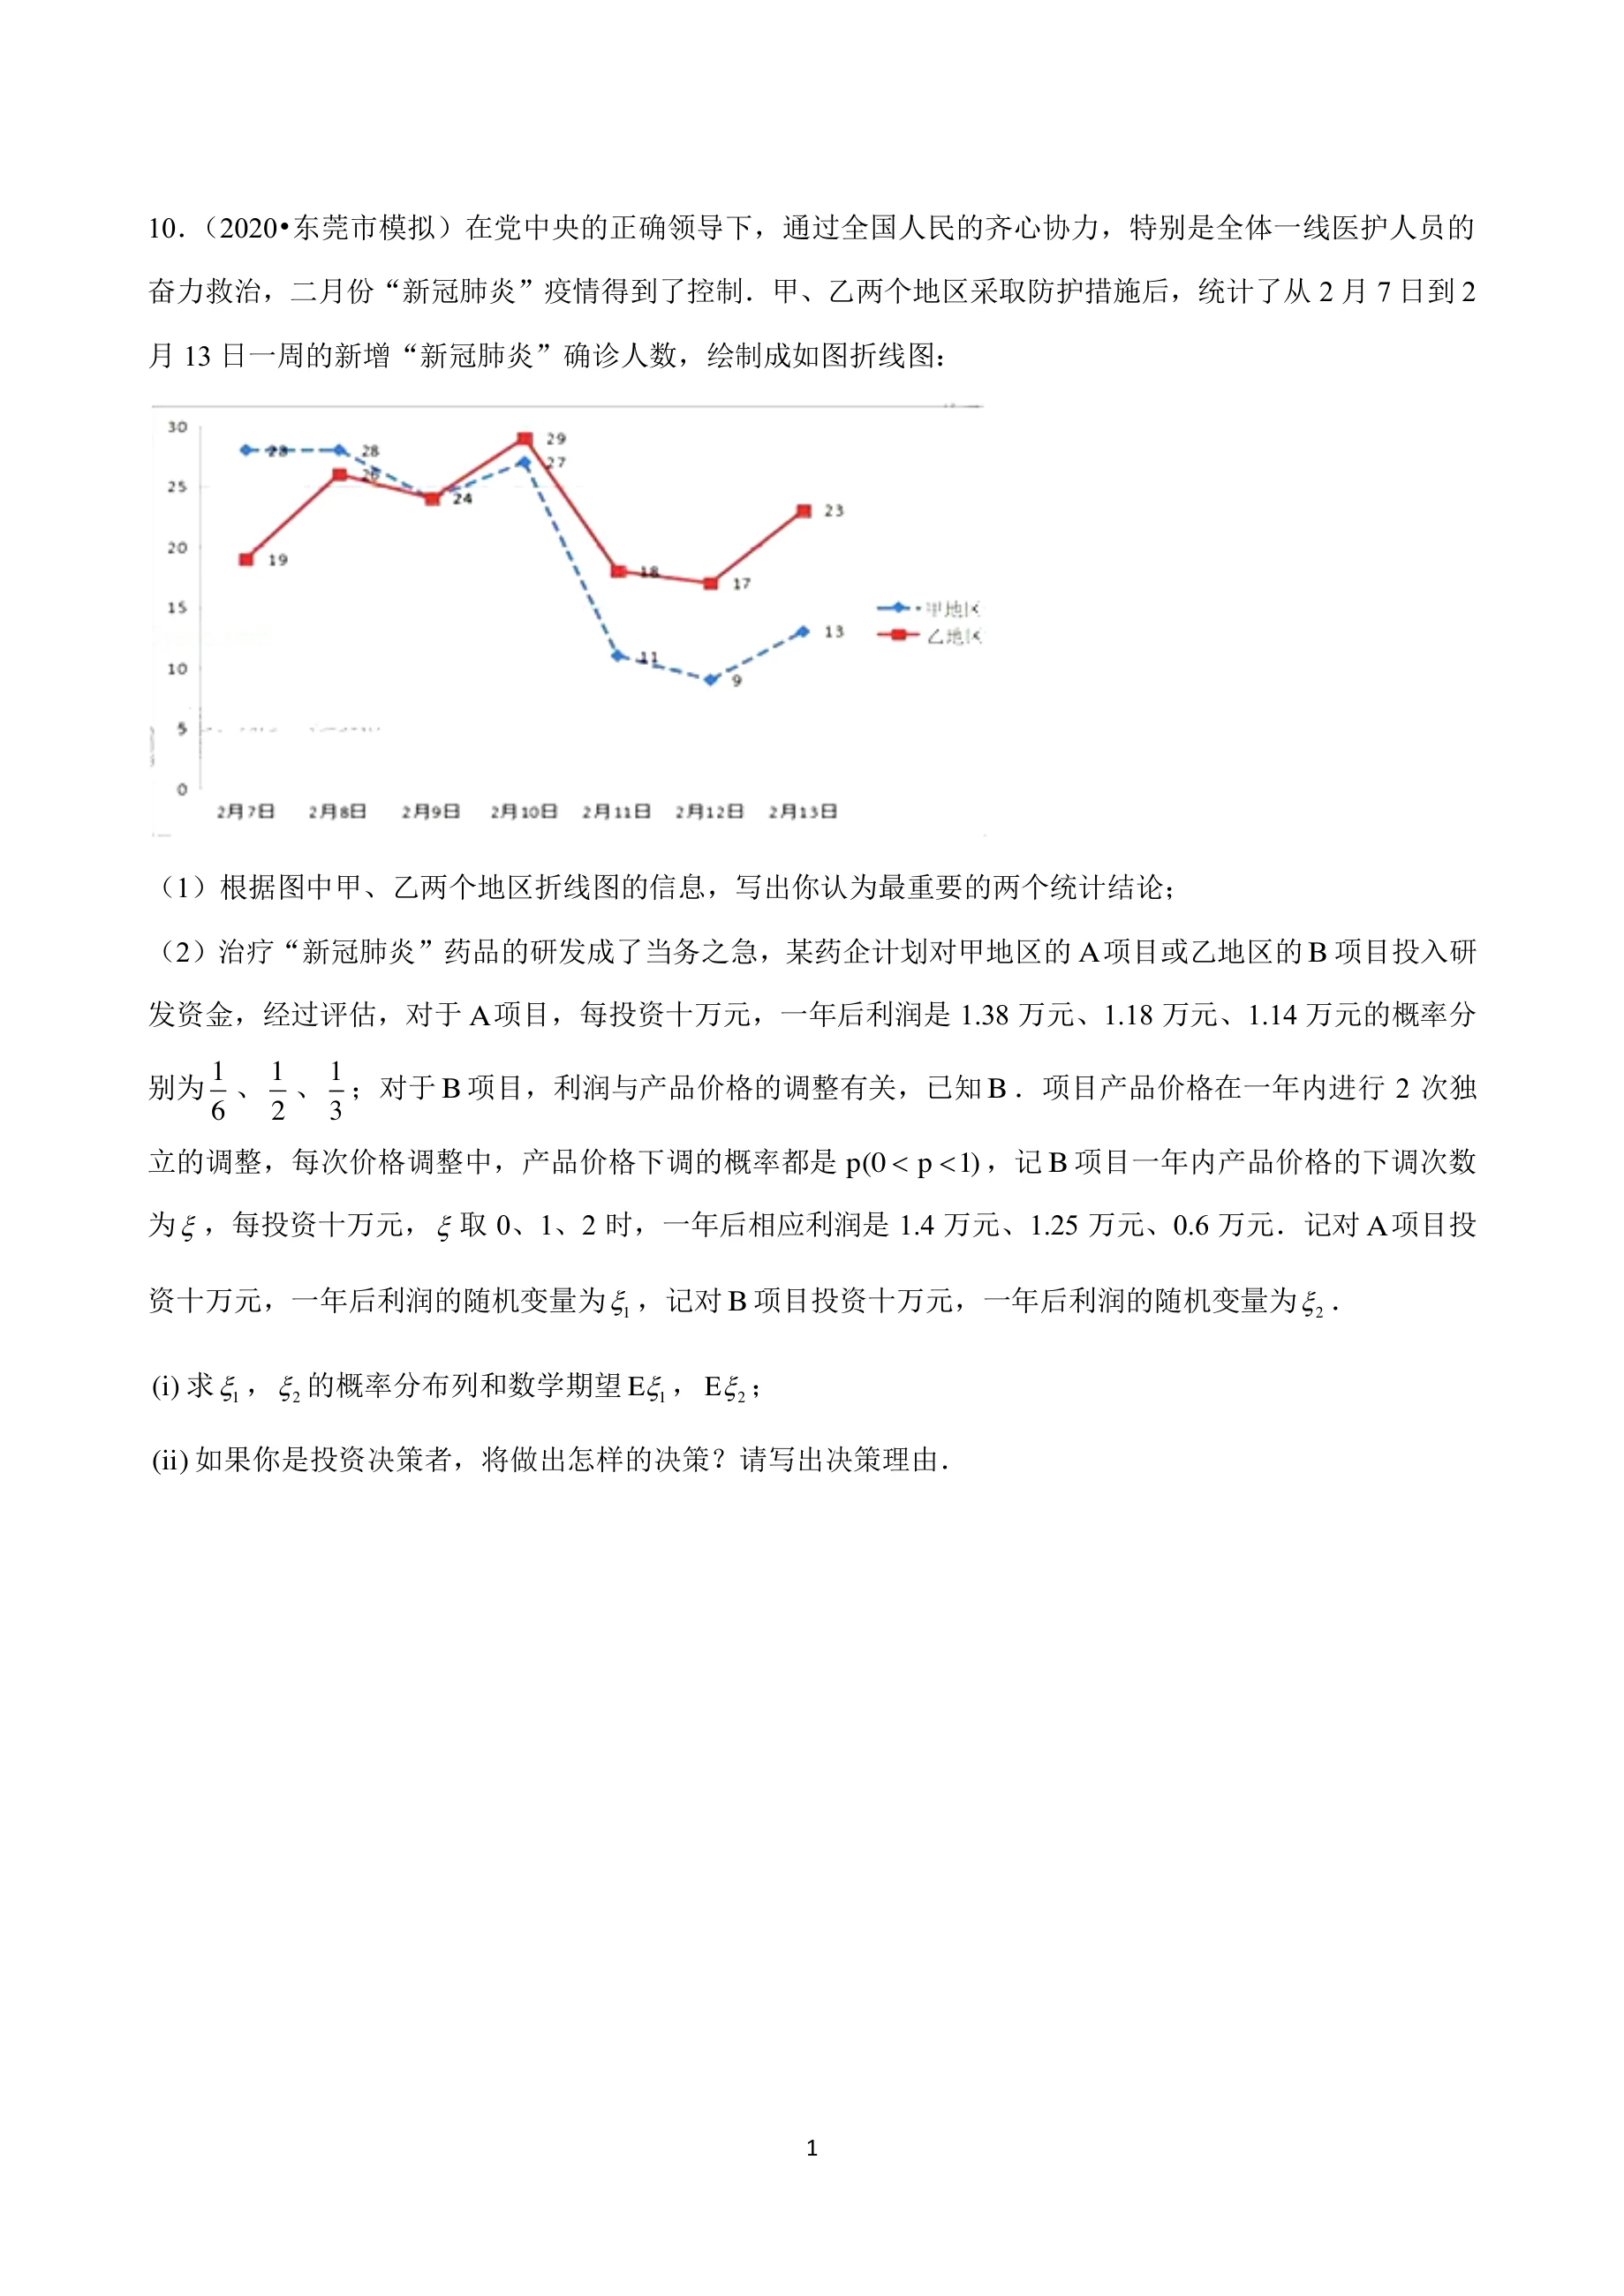 10.（2020•东莞市模拟）在党中央的正确领导下，通过全国人民的齐心协力，特别是全体一线医护人员的
奋力救治，二月份“新冠肺炎”疫情得到了控制．甲、乙两个地区采取防护措施后，统计了从 2 月 7 日到 2
月 13 日一周的新增“新冠肺炎”确诊人数，绘制成如图折线图：
30
25
20
15
10
5
0
28 28 24 27 11 9 13
19 26 29 18 17 23
甲地区
乙地区
2月7日 2月8日 2月9日 2月10日 2月11日 2月12日 2月13日
（1）根据图中甲、乙两个地区折线图的信息，写出你认为最重要的两个统计结论；
（2）治疗“新冠肺炎”药品的研发成了当务之急，某药企计划对甲地区的 A项目或乙地区的 B 项目投入研
发资金，经过评估，对于 A项目，每投资十万元，一年后利润是 1.38 万元、1.18 万元、1.14 万元的概率分
别为 1/6 、 1/2 、 1/3 ；对于 B 项目，利润与产品价格的调整有关，已知 B ．项目产品价格在一年内进行 2 次独
立的调整，每次价格调整中，产品价格下调的概率都是 p(0 < p <1)，记 B 项目一年内产品价格的下调次数
为 ξ ，每投资十万元， ξ 取 0、1、2 时，一年后相应利润是 1.4 万元、1.25 万元、0.6 万元．记对 A项目投
资十万元，一年后利润的随机变量为 ξ₁ ，记对 B 项目投资十万元，一年后利润的随机变量为 ξ₂ ．
(i) 求 ξ₁ ， ξ₂ 的概率分布列和数学期望 Eξ₁ ， Eξ₂ ；
(ii) 如果你是投资决策者，将做出怎样的决策？请写出决策理由．
1